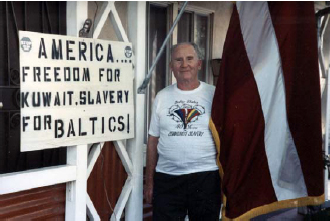 AMERICA....
FREEDOM FOR
KUWAIT.SLAVERY
FOR BALTICS!